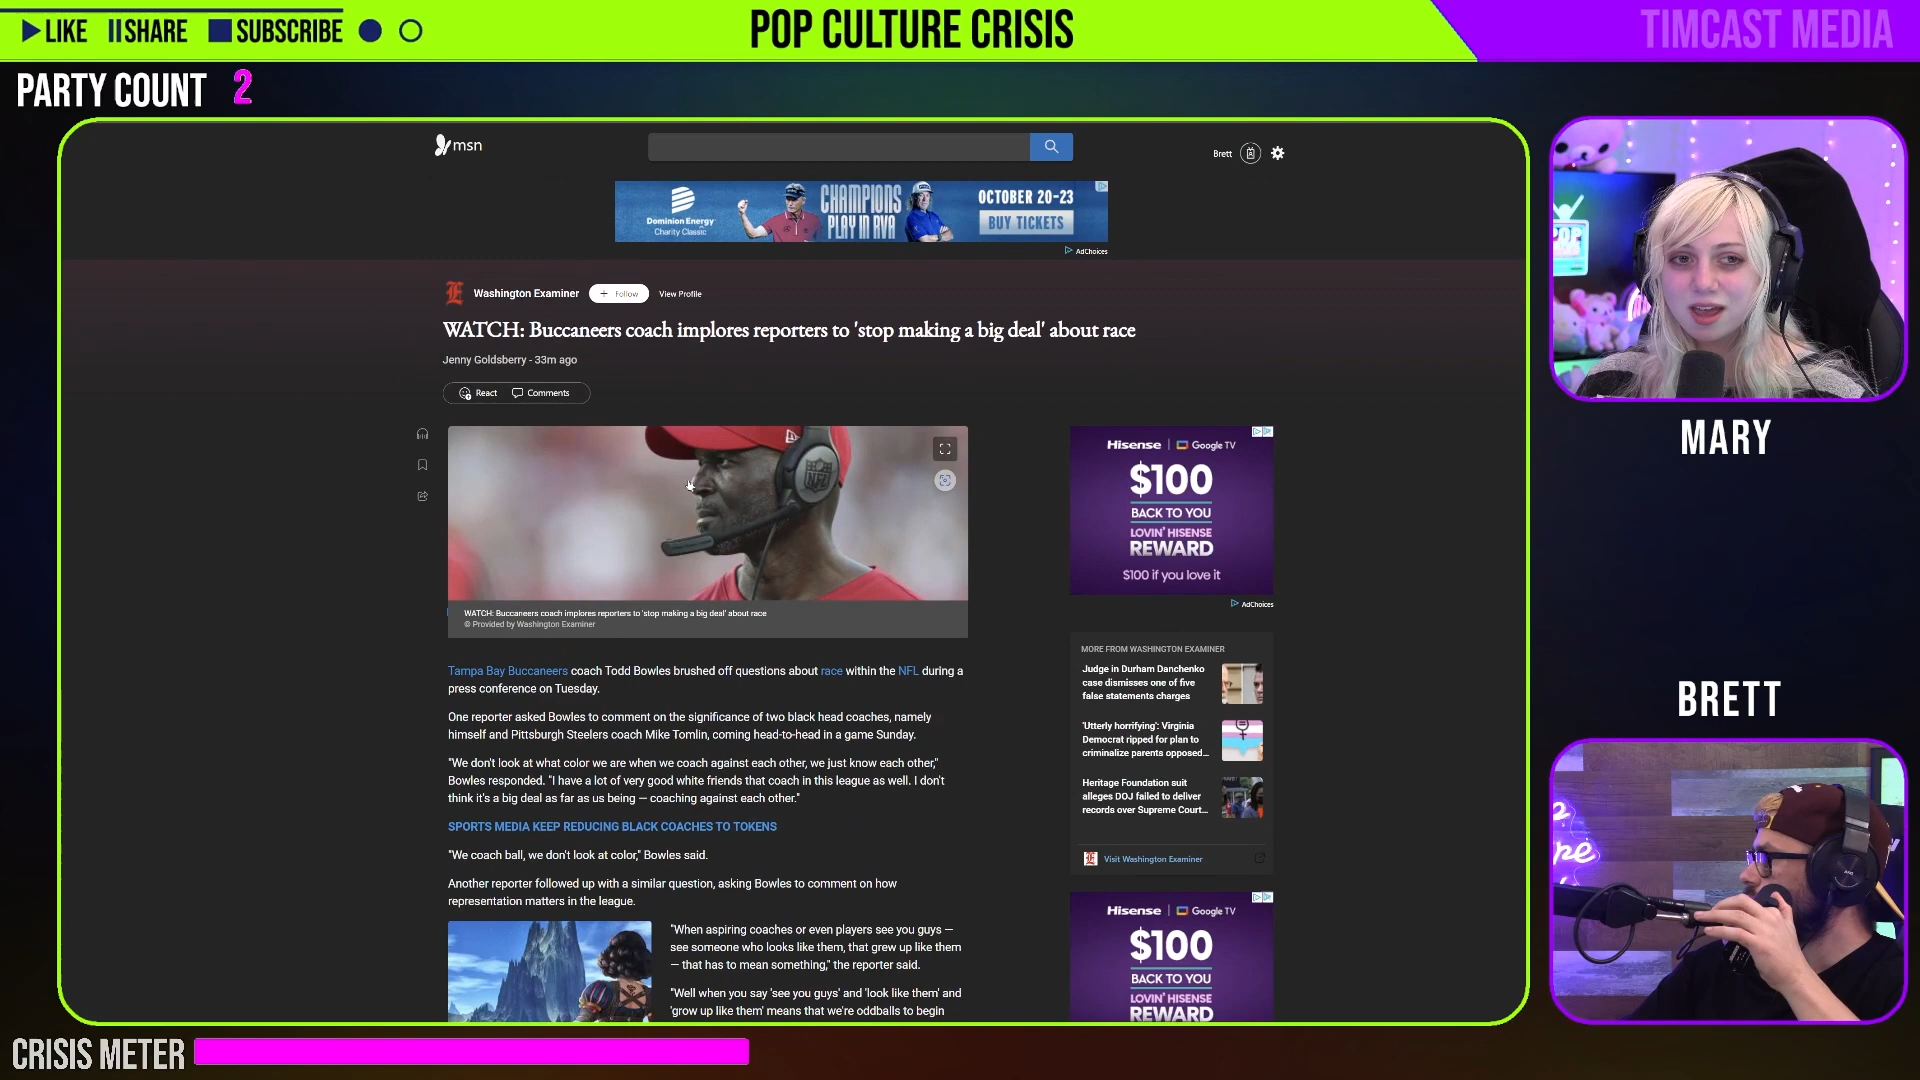 LIKE SHARE SUBSCRIBE
POP CULTURE CRISIS
TIMCAST MEDIA
PARTY COUNT 2
msn
Brett
Dominion Energy
Charity Classic
CHAMPIONS
PLAY IN RVA
OCTOBER 20-23
BUY TICKETS
AdChoices
Washington Examiner
+ Follow
View Profile
WATCH: Buccaneers coach implores reporters to 'stop making a big deal' about race
Jenny Goldsberry - 33m ago
React
Comments
NFL
WATCH: Buccaneers coach implores reporters to 'stop making a big deal' about race
© Provided by Washington Examiner
Tampa Bay Buccaneers coach Todd Bowles brushed off questions about race within the NFL during a
press conference on Tuesday.
One reporter asked Bowles to comment on the significance of two black head coaches, namely
himself and Pittsburgh Steelers coach Mike Tomlin, coming head-to-head in a game Sunday.
"We don't look at what color we are when we coach against each other, we just know each other,"
Bowles responded. "I have a lot of very good white friends that coach in this league as well. I don't
think it's a big deal as far as us being — coaching against each other."
SPORTS MEDIA KEEP REDUCING BLACK COACHES TO TOKENS
"We coach ball, we don't look at color," Bowles said.
Another reporter followed up with a similar question, asking Bowles to comment on how
representation matters in the league.
"When aspiring coaches or even players see you guys —
see someone who looks like them, that grew up like them
— that has to mean something," the reporter said.
"Well when you say 'see you guys' and 'look like them' and
'grow up like them' means that we're oddballs to begin
Hisense | Google TV
$100
BACK TO YOU
LOVIN' HISENSE
REWARD
$100 if you love it
AdChoices
MORE FROM WASHINGTON EXAMINER
Judge in Durham Danchenko
case dismisses one of five
false statements charges
'Utterly horrifying': Virginia
Democrat ripped for plan to
criminalize parents opposed...
Heritage Foundation suit
alleges DOJ failed to deliver
records over Supreme Court...
Visit Washington Examiner
Hisense | Google TV
$100
BACK TO YOU
LOVIN' HISENSE
REWARD
MARY
BRETT
CRISIS METER